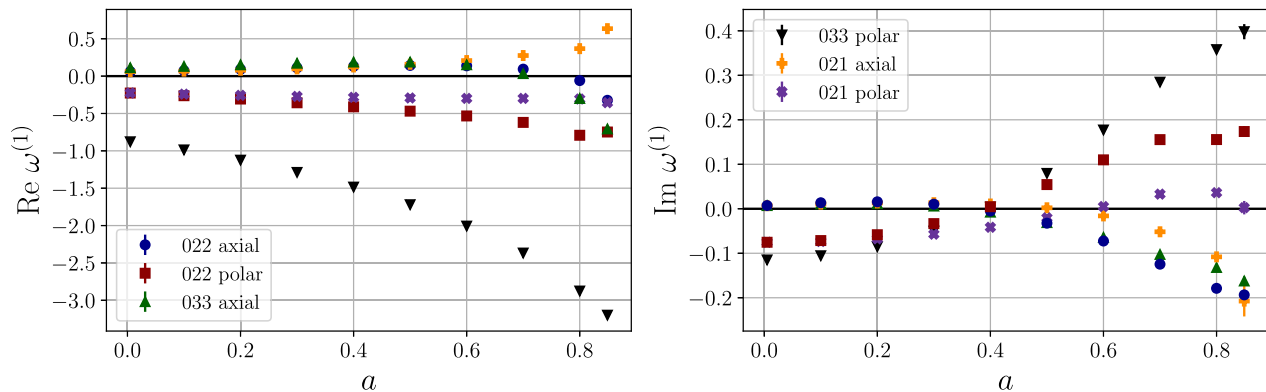 0.5
0.0
−0.5
−1.0
−1.5
−2.0
−2.5
−3.0
Re ω(1)
022 axial
022 polar
033 axial
0.0 0.2 0.4 0.6 0.8
a
0.4
0.3
0.2
0.1
0.0
−0.1
−0.2
Im ω(1)
033 polar
021 axial
021 polar
0.0 0.2 0.4 0.6 0.8
a